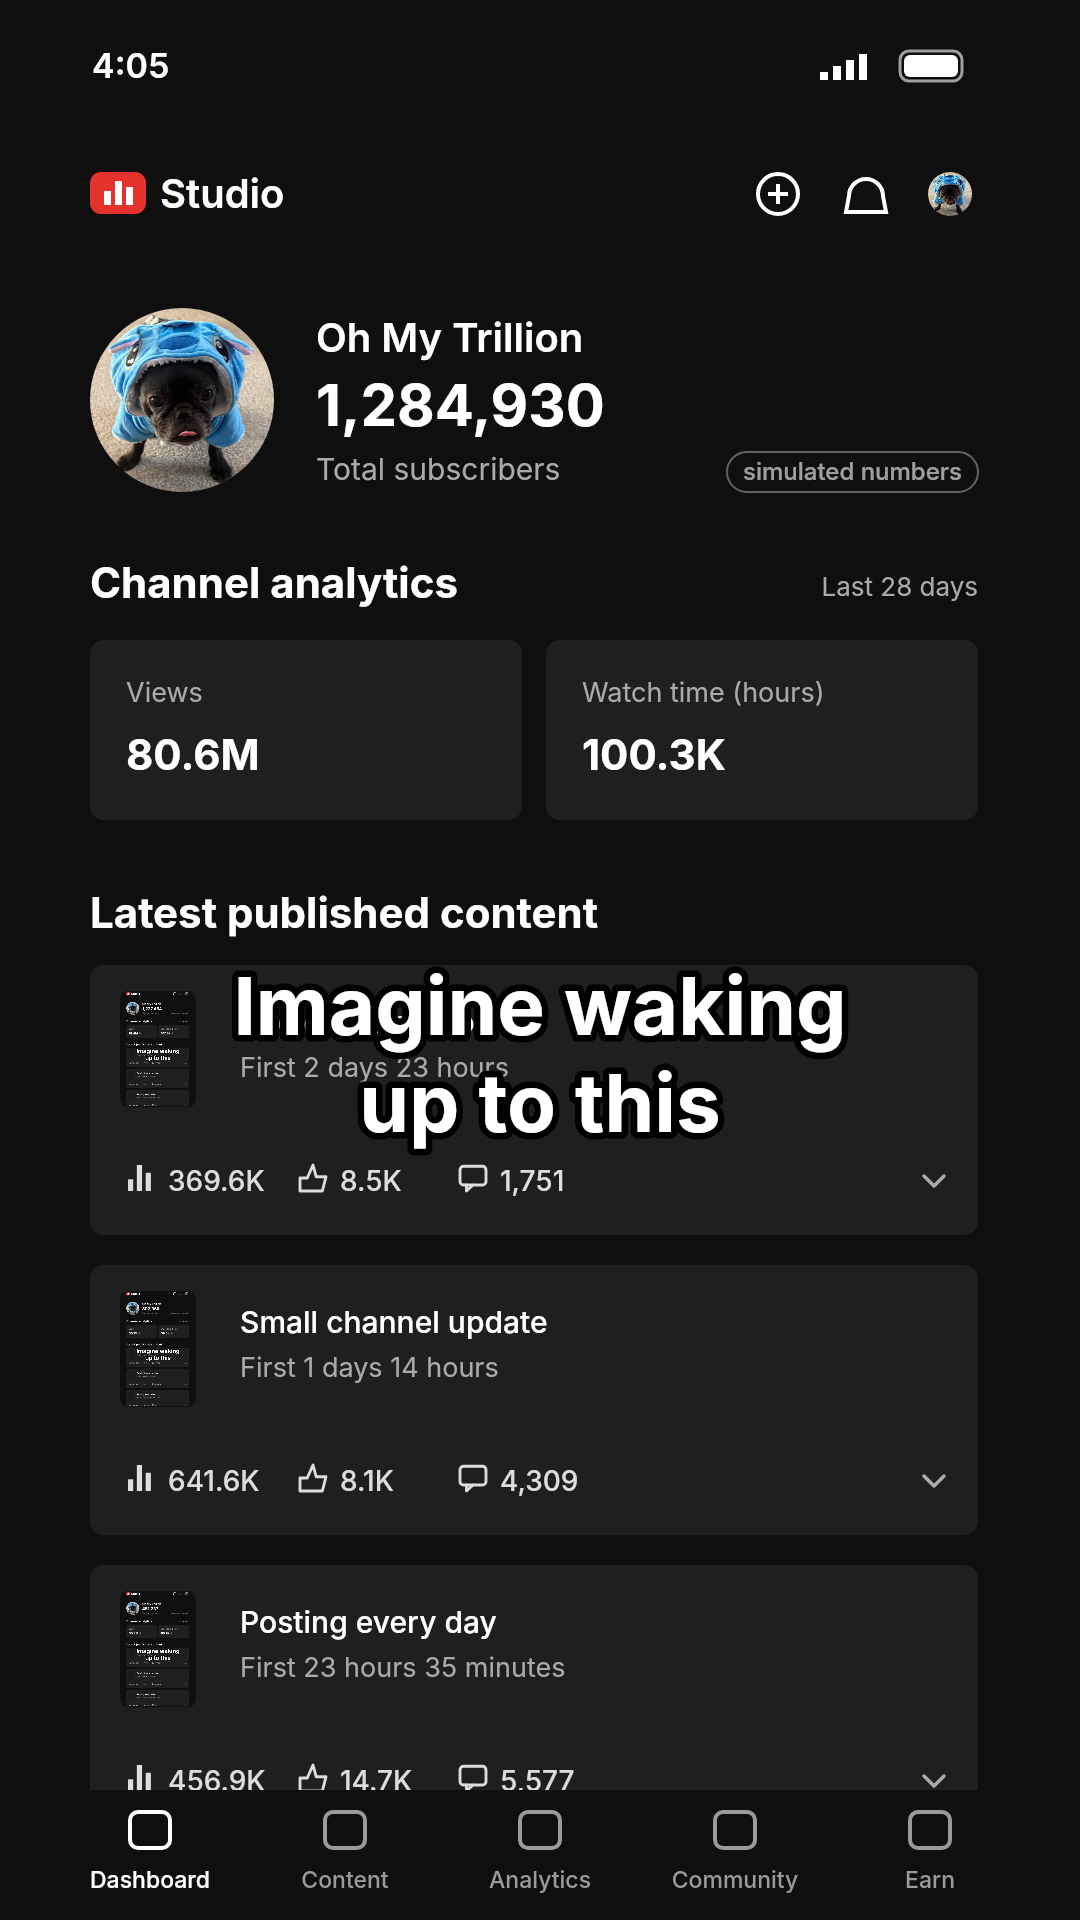 4:05
Studio
Oh My Trillion
1,284,930
Total subscribers
simulated numbers
Channel analytics
Last 28 days
Views
80.6M
Watch time (hours)
100.3K
Latest published content
Imagine waking
First 2 days 23 hours
up to this
369.6K
8.5K
1,751
Small channel update
First 1 days 14 hours
641.6K
8.1K
4,309
Posting every day
First 23 hours 35 minutes
456.9K
14.7K
5,577
Dashboard
Content
Analytics
Community
Earn